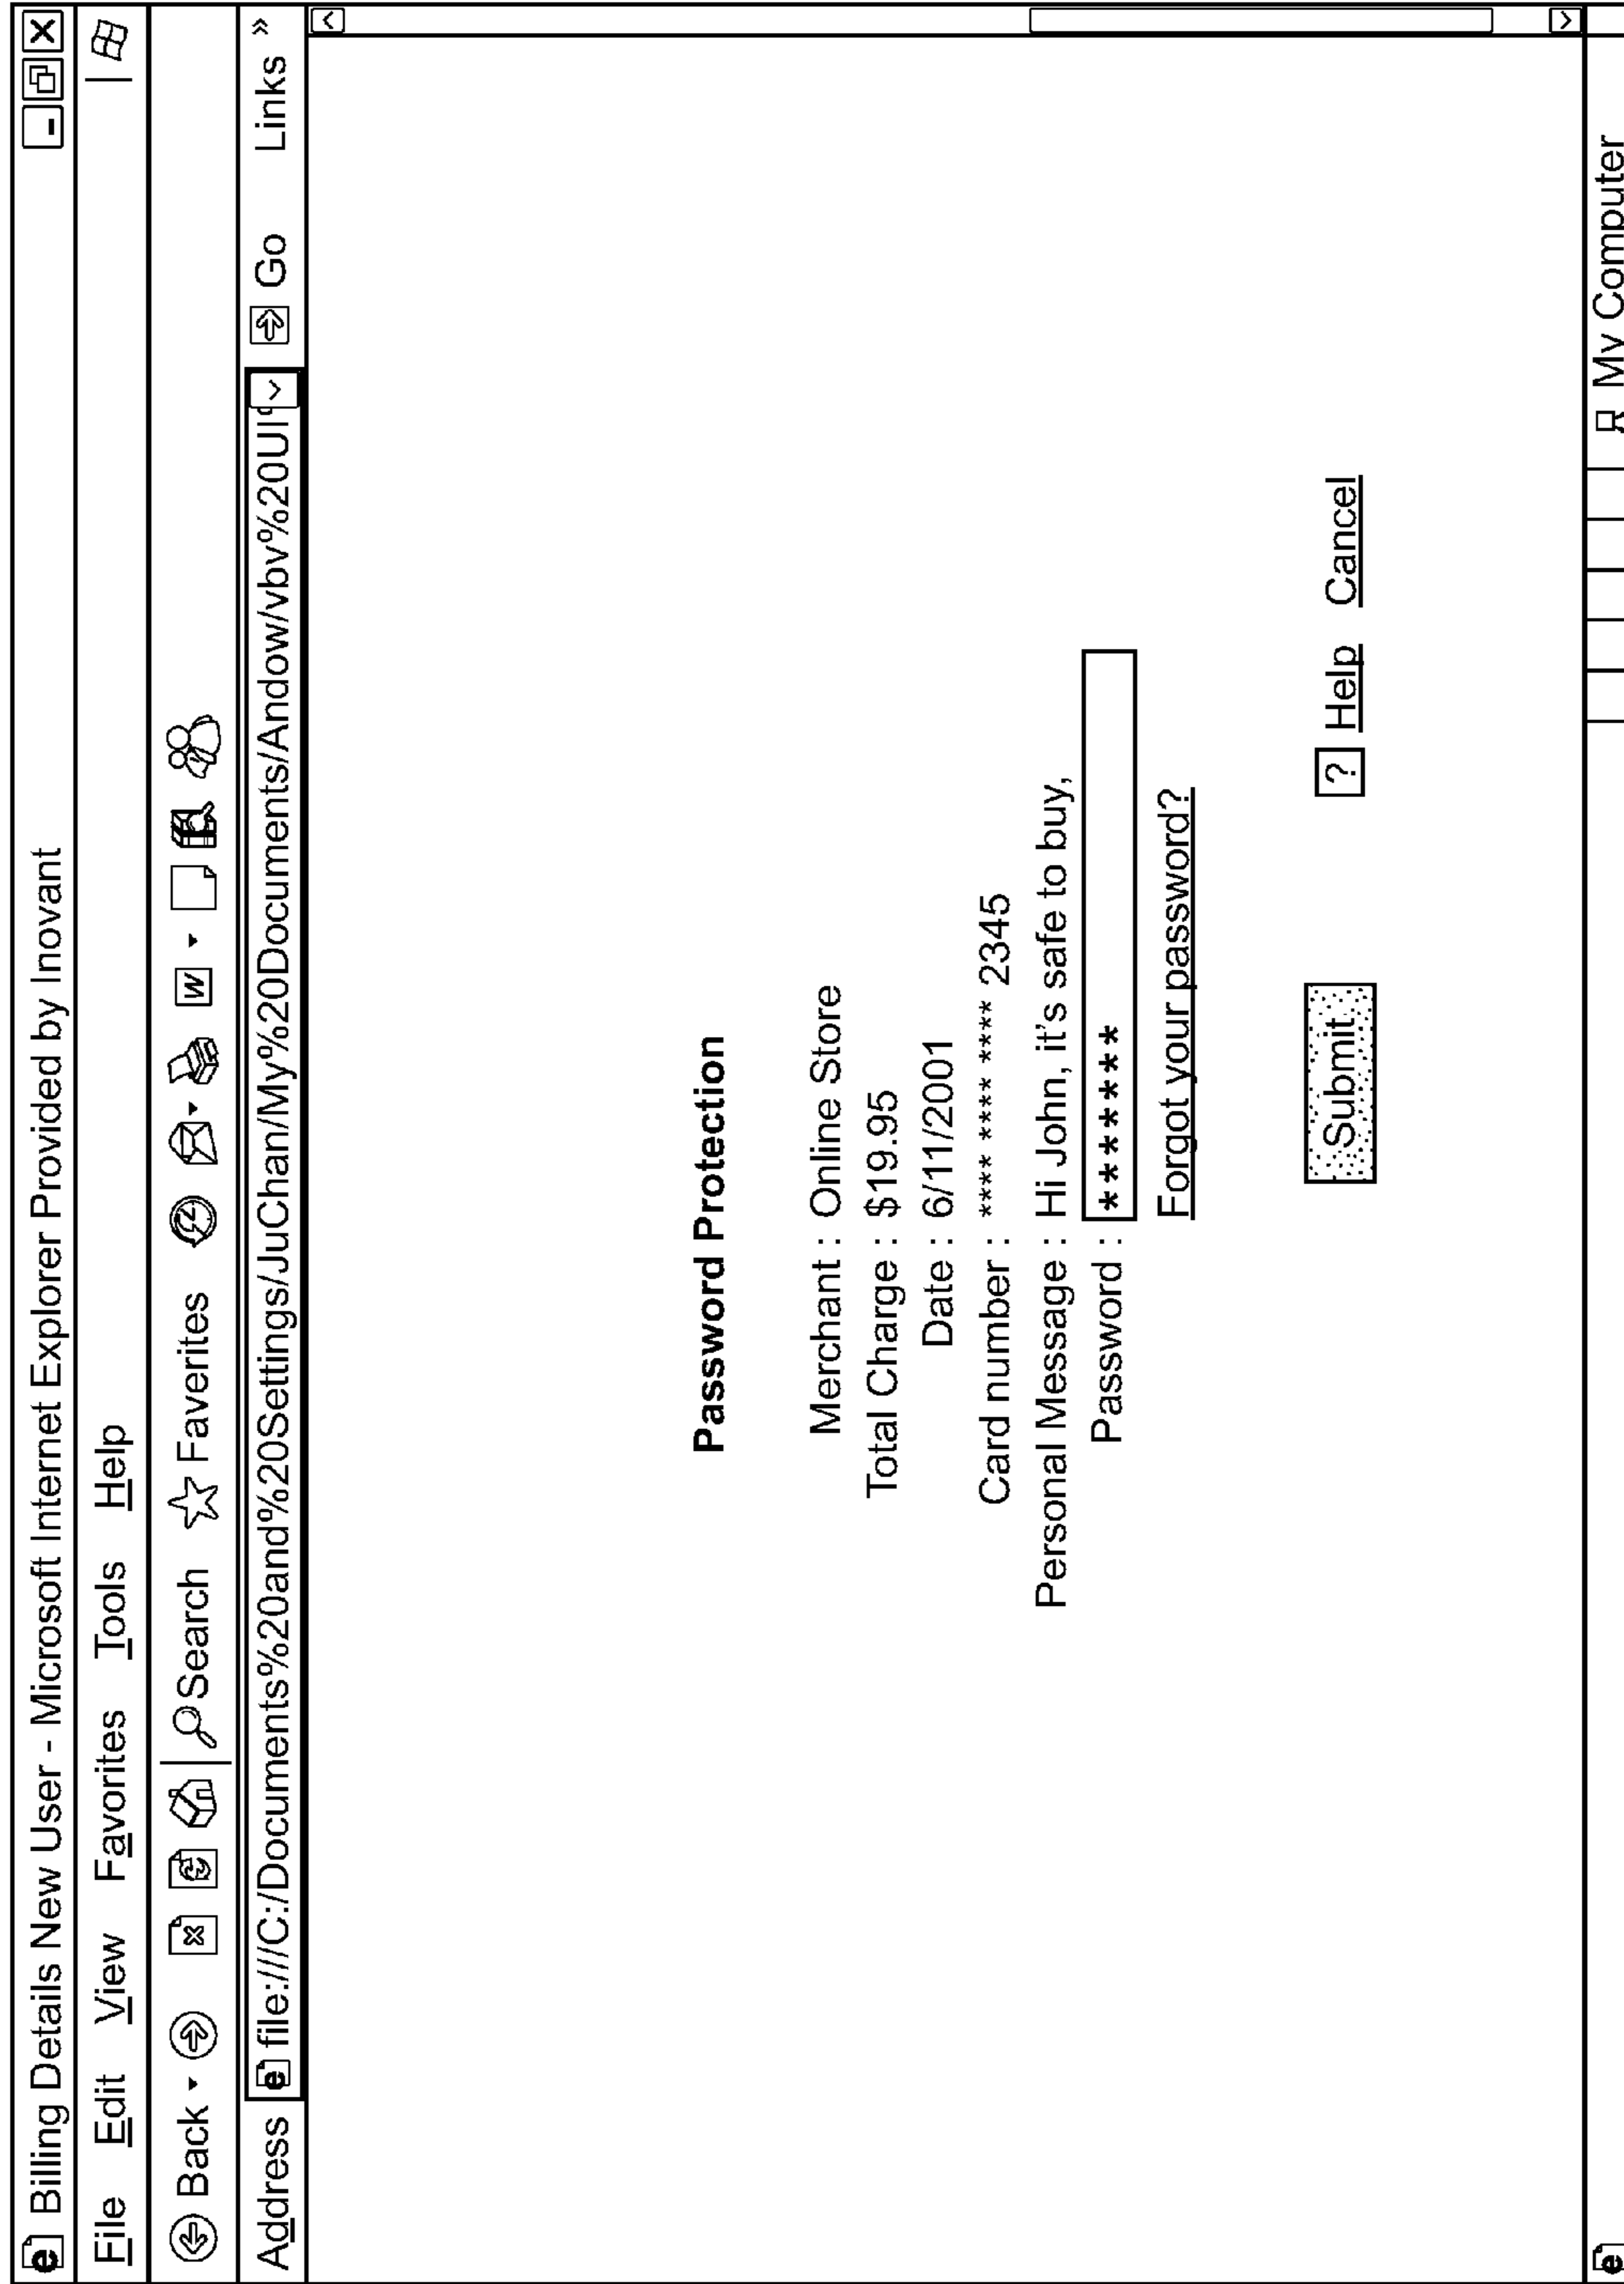 Billing Details New User - Microsoft Internet Explorer Provided by Inovant
File Edit View Favorites Tools Help
Back Search Faverites W
Address file:///C:/Documents%20and%20Settings/JuChan/My%20Documents/Andow/vbv%20UI Go Links »
Password Protection
Merchant : Online Store
Total Charge : $19.95
Date : 6/11/2001
Card number : **** **** **** 2345
Personal Message : Hi John, it's safe to buy,
Password : *******
Forgot your password?
Submit ? Help Cancel
My Computer